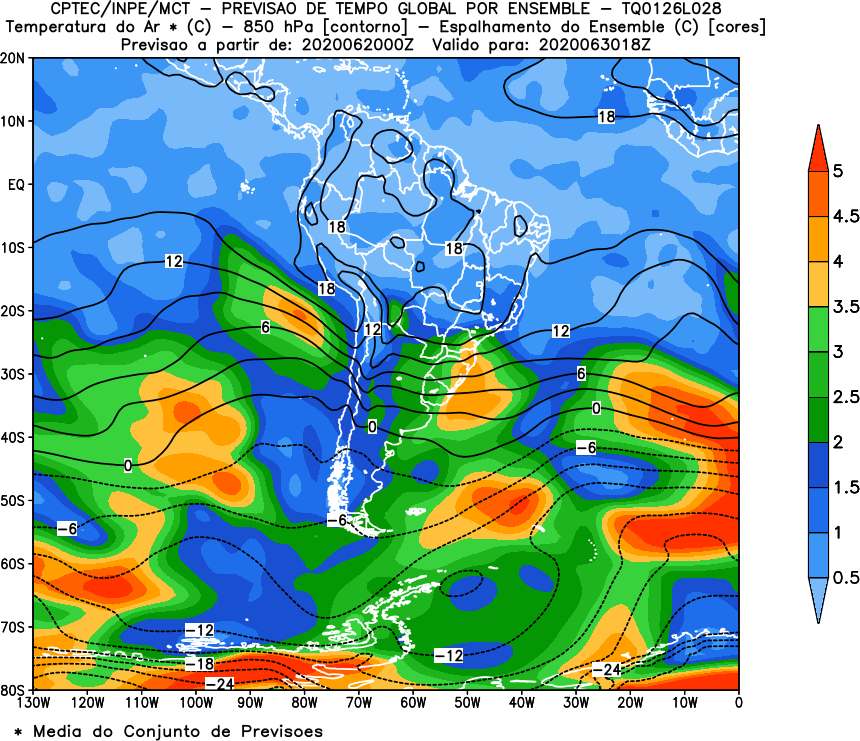 CPTEC/INPE/MCT – PREVISAO DE TEMPO GLOBAL POR ENSEMBLE – TQ0126L028
Temperatura do Ar * (C) – 850 hPa [contorno] – Espalhamento do Ensemble (C) [cores]
Previsao a partir de: 2020062000Z Valido para: 2020063018Z
20N
10N
EQ
10S
20S
30S
40S
50S
60S
70S
80S
130W 120W 110W 100W 90W 80W 70W 60W 50W 40W 30W 20W 10W 0
18
18
18
12
18
12
12
6
6
0
0
0
–6
–6
–6
–12
–12
–18
–24
–24
5
4.5
4
3.5
3
2.5
2
1.5
1
0.5
* Media do Conjunto de Previsoes